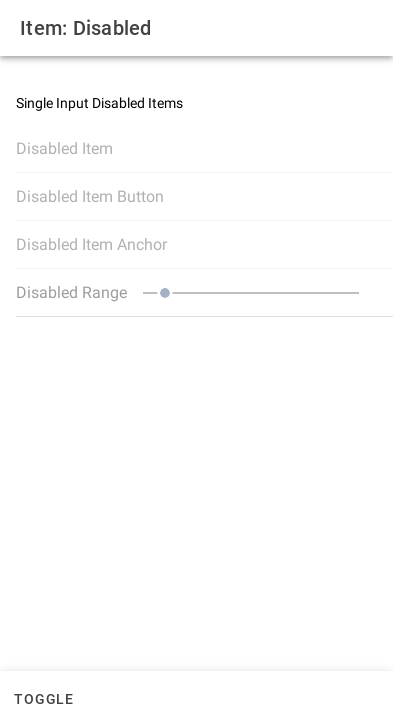 Item: Disabled
Single Input Disabled Items
Disabled Item
Disabled Item Button
Disabled Item Anchor
Disabled Range
TOGGLE